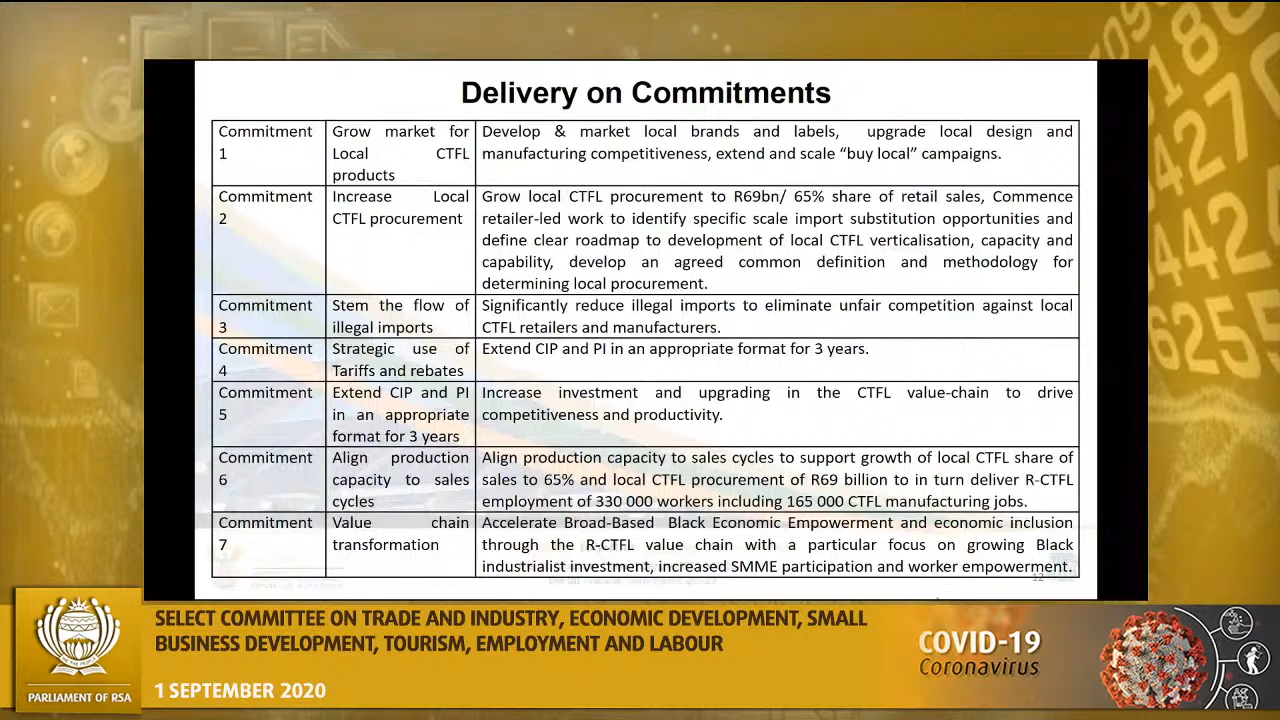 Delivery on Commitments
Commitment
1
Grow market for
Local CTFL
products
Develop & market local brands and labels, upgrade local design and
manufacturing competitiveness, extend and scale “buy local” campaigns.
Commitment
2
Increase Local
CTFL procurement
Grow local CTFL procurement to R69bn/ 65% share of retail sales, Commence
retailer-led work to identify specific scale import substitution opportunities and
define clear roadmap to development of local CTFL verticalisation, capacity and
capability, develop an agreed common definition and methodology for
determining local procurement.
Commitment
3
Stem the flow of
illegal imports
Significantly reduce illegal imports to eliminate unfair competition against local
CTFL retailers and manufacturers.
Commitment
4
Strategic use of
Tariffs and rebates
Extend CIP and PI in an appropriate format for 3 years.
Commitment
5
Extend CIP and PI
in an appropriate
format for 3 years
Increase investment and upgrading in the CTFL value-chain to drive
competitiveness and productivity.
Commitment
6
Align production
capacity to sales
cycles
Align production capacity to sales cycles to support growth of local CTFL share of
sales to 65% and local CTFL procurement of R69 billion to in turn deliver R-CTFL
employment of 330 000 workers including 165 000 CTFL manufacturing jobs.
Commitment
7
Value chain
transformation
Accelerate Broad-Based Black Economic Empowerment and economic inclusion
through the R-CTFL value chain with a particular focus on growing Black
industrialist investment, increased SMME participation and worker empowerment.
12
SELECT COMMITTEE ON TRADE AND INDUSTRY, ECONOMIC DEVELOPMENT, SMALL
BUSINESS DEVELOPMENT, TOURISM, EMPLOYMENT AND LABOUR
1 SEPTEMBER 2020
PARLIAMENT OF RSA
COVID-19
Coronavirus